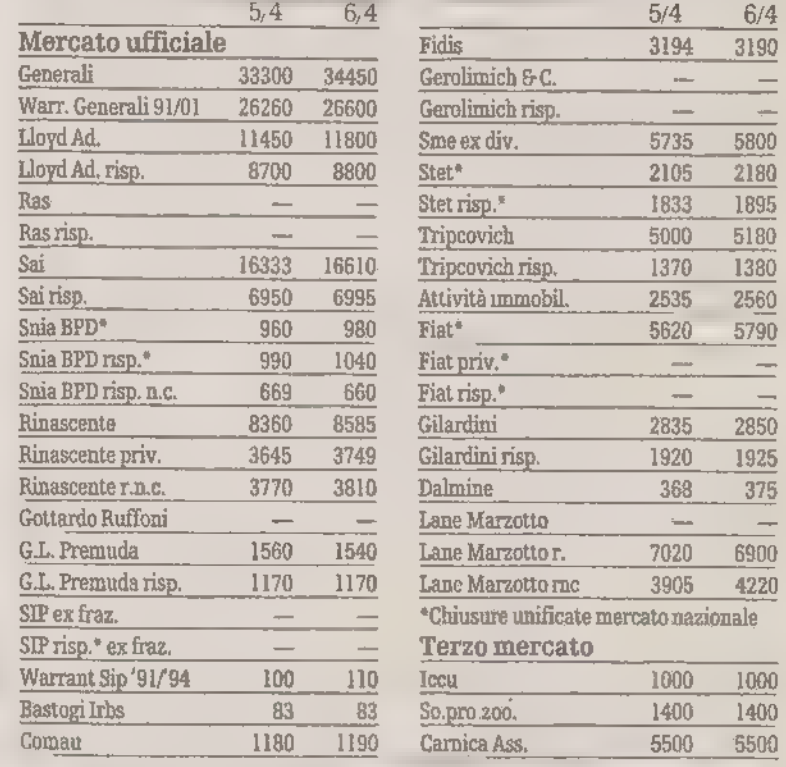 5,4 6,4
Mercato ufficiale
Generali 33300 34450
Warr. Generali 91/01 26260 26600
Lloyd Ad. 11450 11800
Lloyd Ad. risp. 8700 8800
Ras — —
Ras risp. — —
Sai 16333 16610
Sai risp. 6950 6995
Snia BPD* 960 980
Snia BPD risp.* 990 1040
Snia BPD risp. n.c. 669 660
Rinascente 8360 8585
Rinascente priv. 3645 3749
Rinascente r.n.c. 3770 3810
Gottardo Ruffoni — —
G.L. Premuda 1560 1540
G.L. Premuda risp. 1170 1170
SIP ex fraz. — —
SIP risp.* ex fraz. — —
Warrant Sip '91/'94 100 110
Bastogi Irbs 83 83
Comau 1180 1190
5/4 6/4
Fidis 3194 3190
Gerolimich & C. — —
Gerolimich risp. — —
Sme ex div. 5735 5800
Stet* 2105 2180
Stet risp.* 1833 1895
Tripcovich 5000 5180
Tripcovich risp. 1370 1380
Attività immobil. 2535 2560
Fiat* 5620 5790
Fiat priv.* — —
Fiat risp.* — —
Gilardini 2835 2850
Gilardini risp. 1920 1925
Dalmine 368 375
Lane Marzotto — —
Lane Marzotto r. 7020 6900
Lane Marzotto rnc 3905 4220
*Chiusure unificate mercato nazionale
Terzo mercato
Iccu 1000 1000
So.pro.zoo. 1400 1400
Carnica Ass. 5500 5500